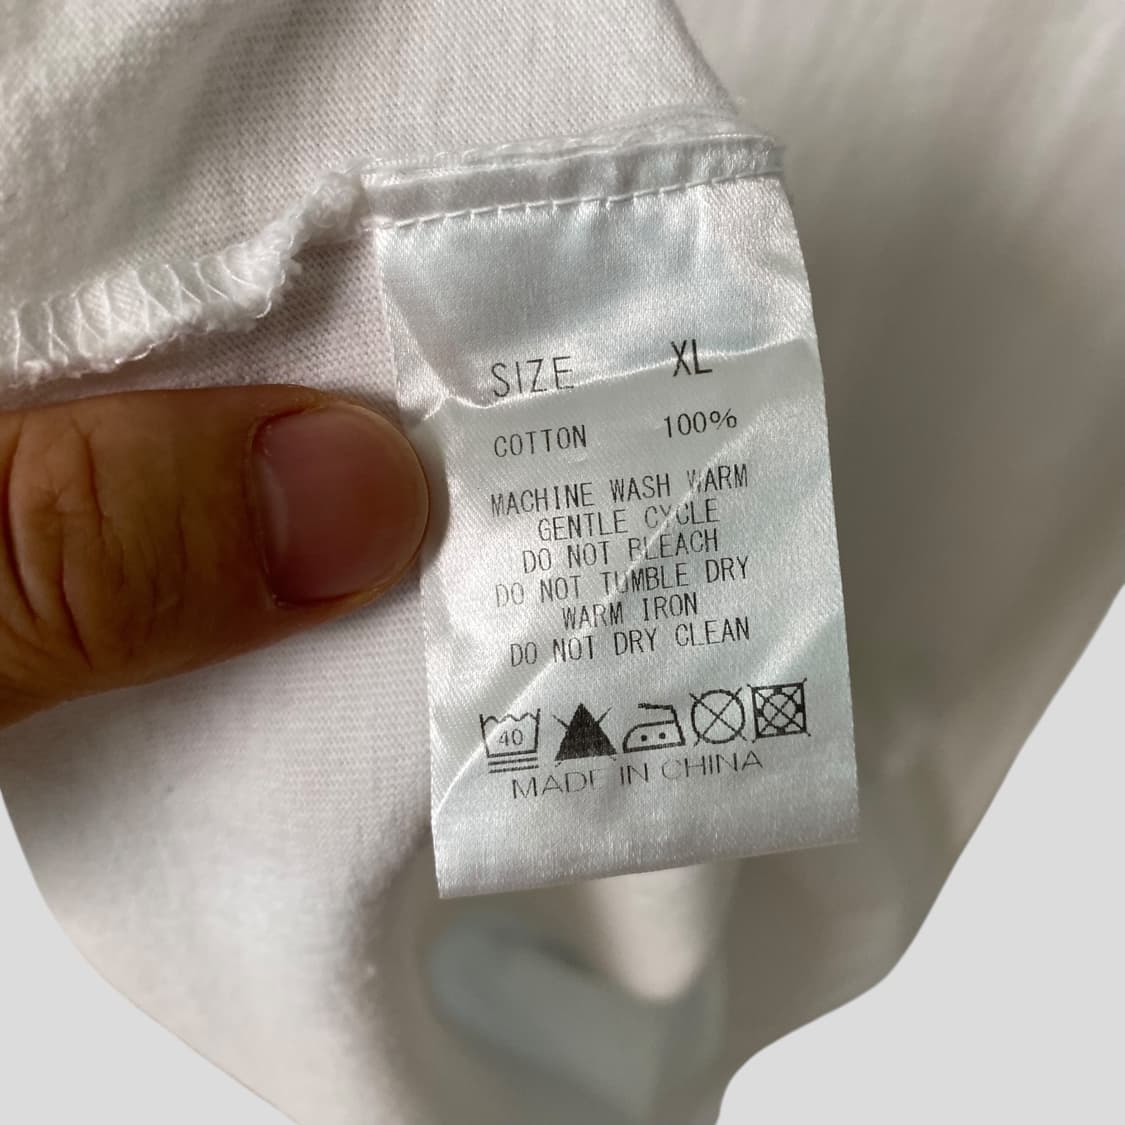 SIZE XL
COTTON 100%
MACHINE WASH WARM
GENTLE CYCLE
DO NOT BLEACH
DO NOT TUMBLE DRY
WARM IRON
DO NOT DRY CLEAN
40
MADE IN CHINA